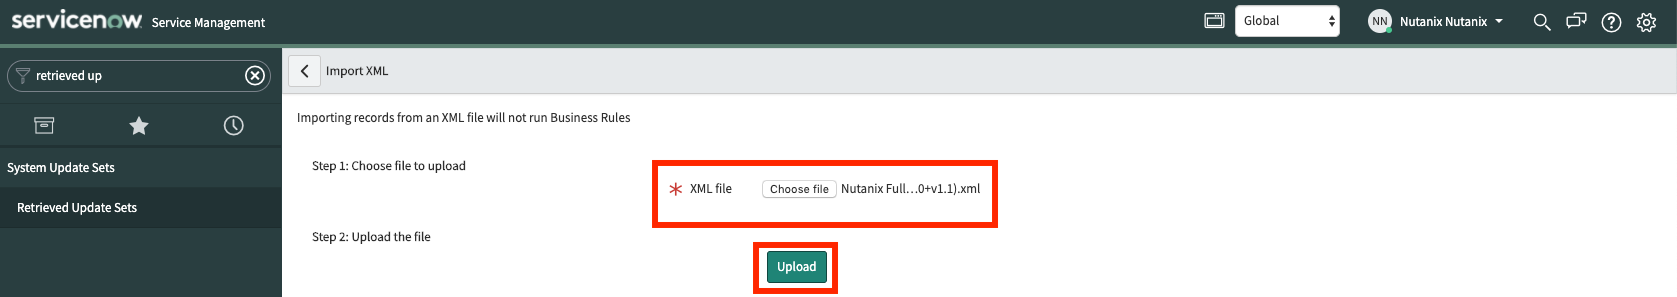 servicenow Service Management
Global
NN Nutanix Nutanix
retrieved up
System Update Sets
Retrieved Update Sets
Import XML
Importing records from an XML file will not run Business Rules
Step 1: Choose file to upload
XML file Choose file Nutanix Full...0+v1.1).xml
Step 2: Upload the file
Upload